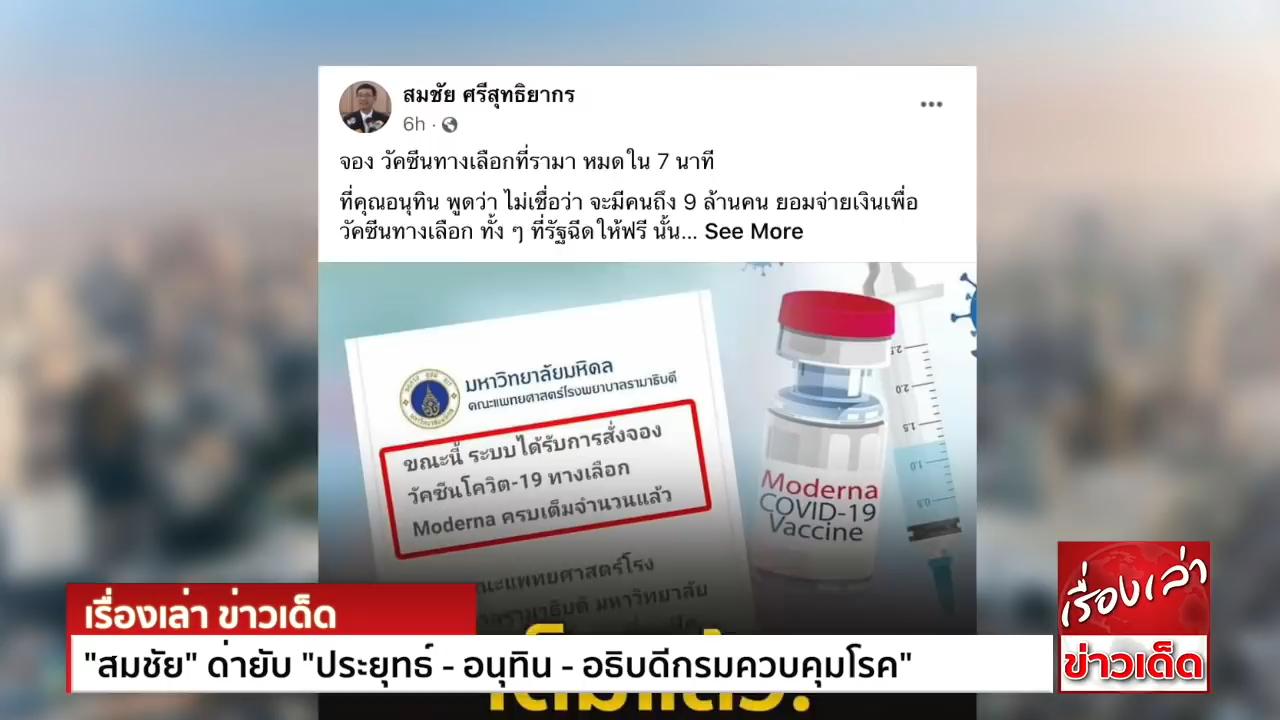 สมชัย ศรีสุทธิยากร
6h ·
จอง วัคซีนทางเลือกที่รามา หมดใน 7 นาที
ที่คุณอนุทิน พูดว่า ไม่เชื่อว่า จะมีคนถึง 9 ล้านคน ยอมจ่ายเงินเพื่อ
วัคซีนทางเลือก ทั้ง ๆ ที่รัฐฉีดให้ฟรี นั้น... See More
มหาวิทยาลัยมหิดล
คณะแพทยศาสตร์โรงพยาบาลรามาธิบดี
ขณะนี้ ระบบได้รับการสั่งจอง
วัคซีนโควิด-19 ทางเลือก
Moderna ครบเต็มจำนวนแล้ว
Moderna
COVID-19
Vaccine
2.5
2.0
1.5
1.0
0.5
เรื่องเล่า ข่าวเด็ด
"สมชัย" ด่ายับ "ประยุทธ์ - อนุทิน - อธิบดีกรมควบคุมโรค"
เรื่องเล่า
ข่าวเด็ด